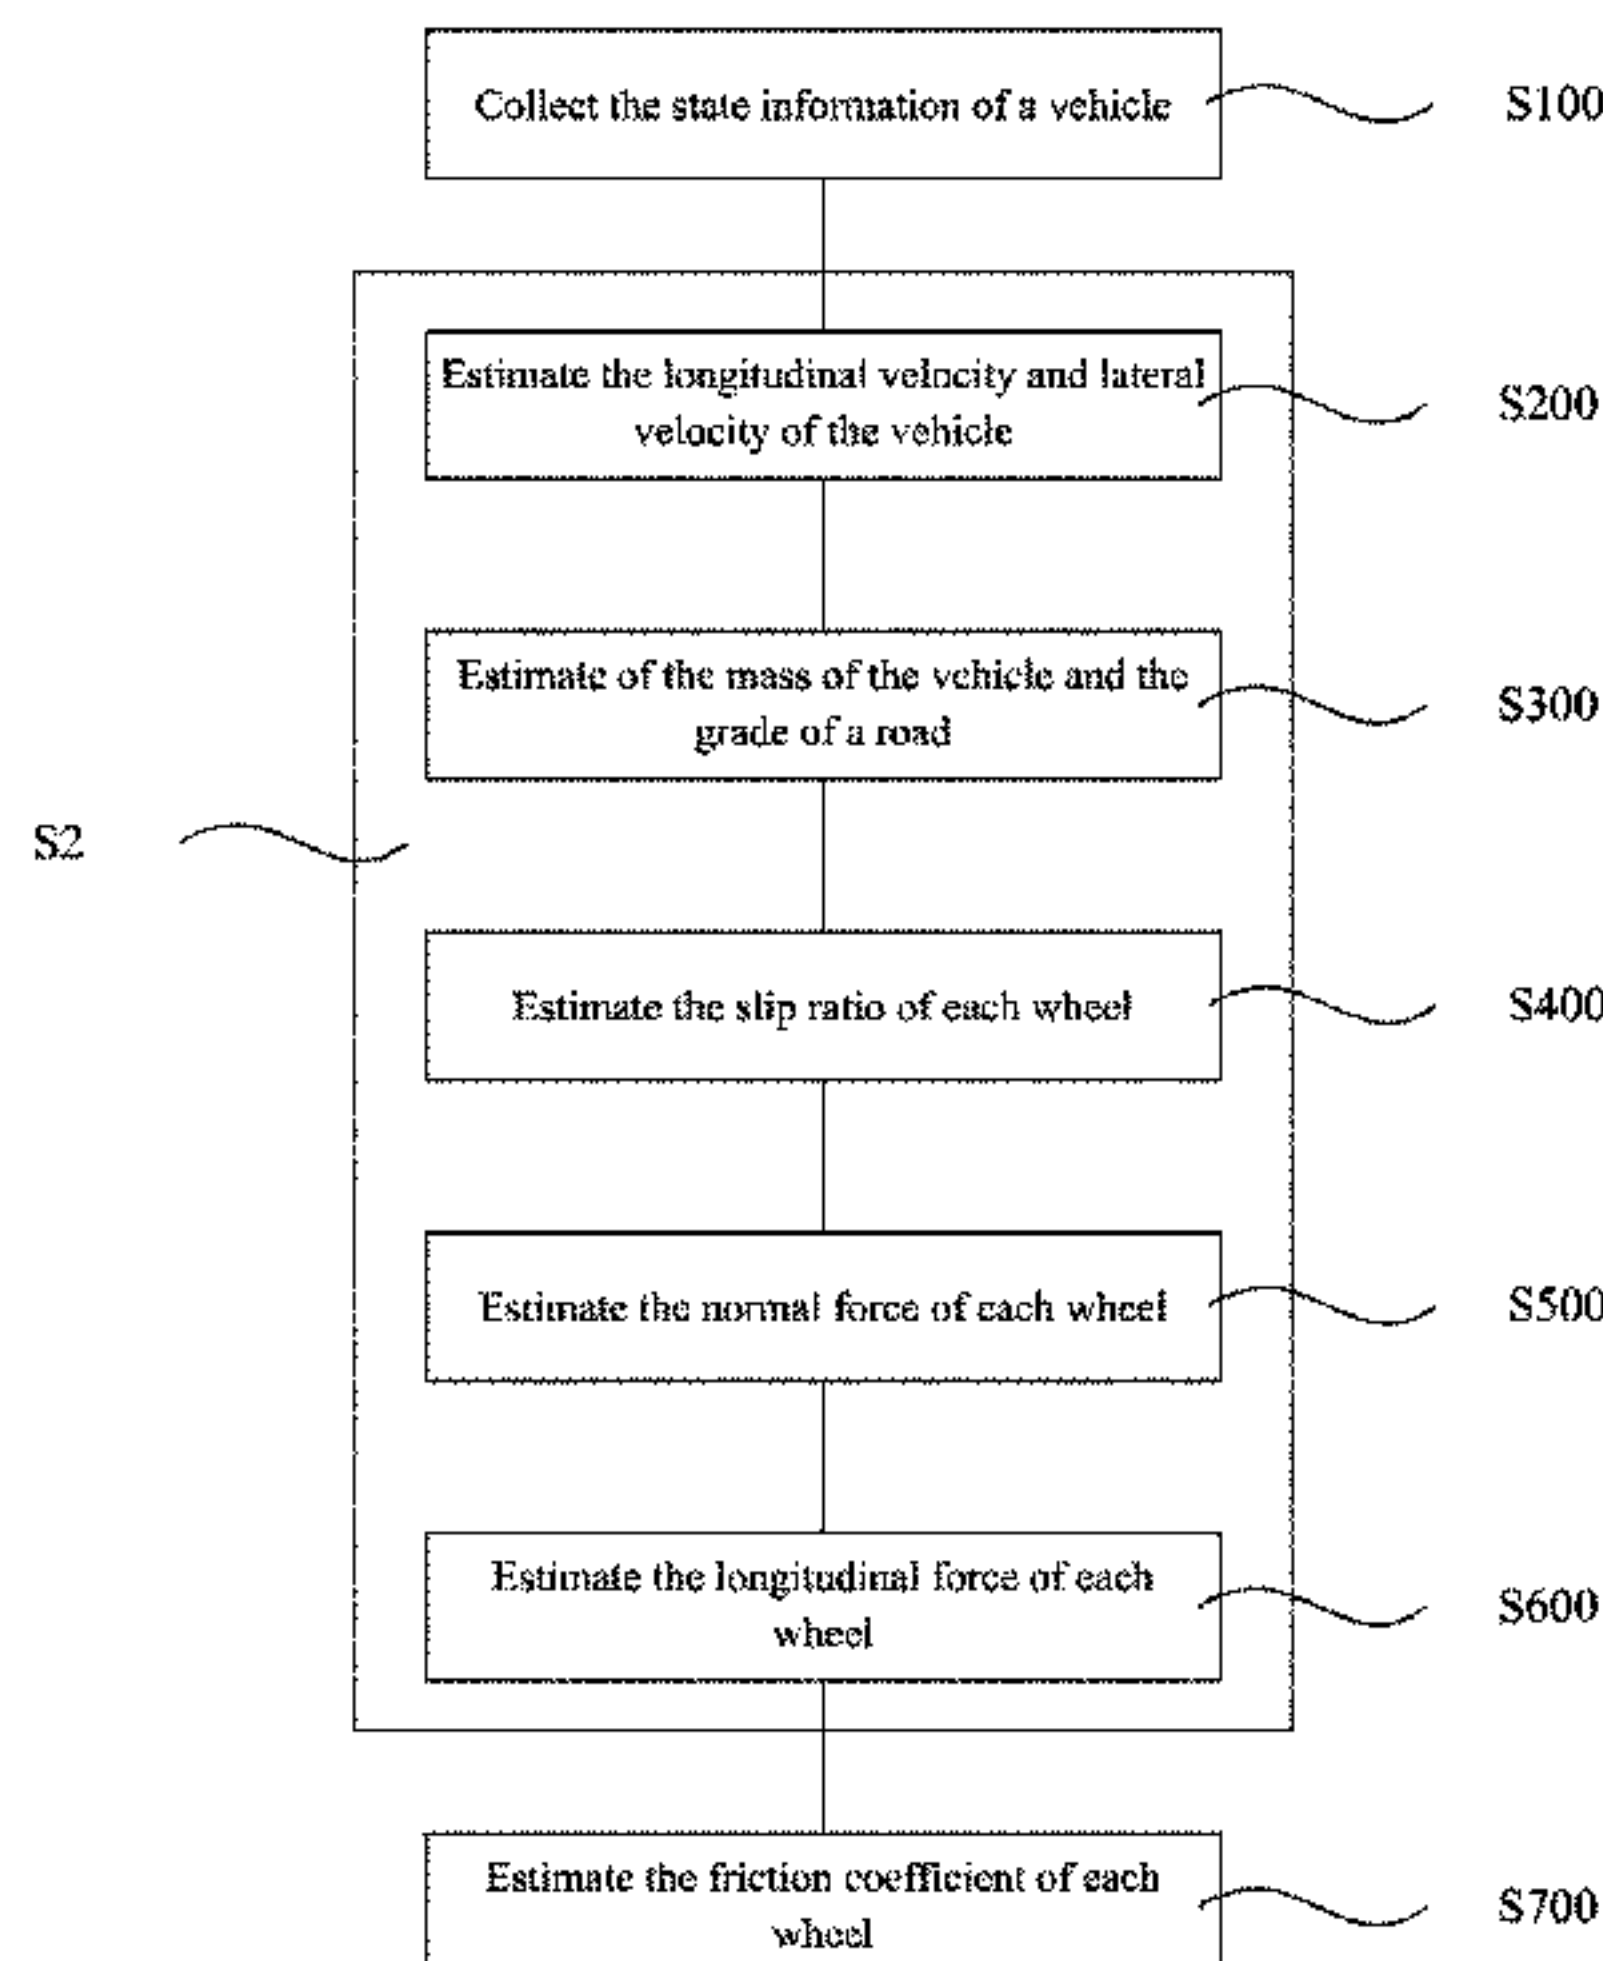 Collect the state information of a vehicle
S100
Estimate the longitudinal velocity and lateral
velocity of the vehicle
S200
Estimate of the mass of the vehicle and the
grade of a road
S300
S2
Estimate the slip ratio of each wheel
S400
Estimate the normal force of each wheel
S500
Estimate the longitudinal force of each
wheel
S600
Estimate the friction coefficient of each
wheel
S700